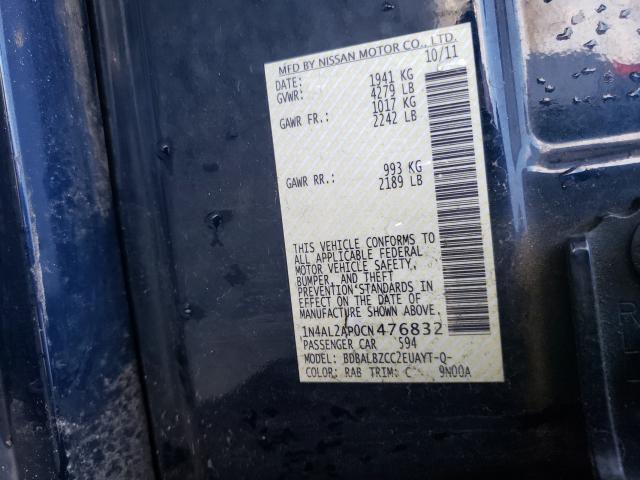 MFD BY NISSAN MOTOR CO., LTD.
DATE: 10/11
GVWR: 1941 KG
4279 LB
GAWR FR.: 1017 KG
2242 LB
GAWR RR.: 993 KG
2189 LB
THIS VEHICLE CONFORMS TO
ALL APPLICABLE FEDERAL
MOTOR VEHICLE SAFETY,
BUMPER, AND THEFT
PREVENTION STANDARDS IN
EFFECT ON THE DATE OF
MANUFACTURE SHOWN ABOVE.
1N4AL2AP0CN476832
PASSENGER CAR 594
MODEL: BDBALBZCC2EUAYT-Q-
COLOR: RAB TRIM: C 9N00A